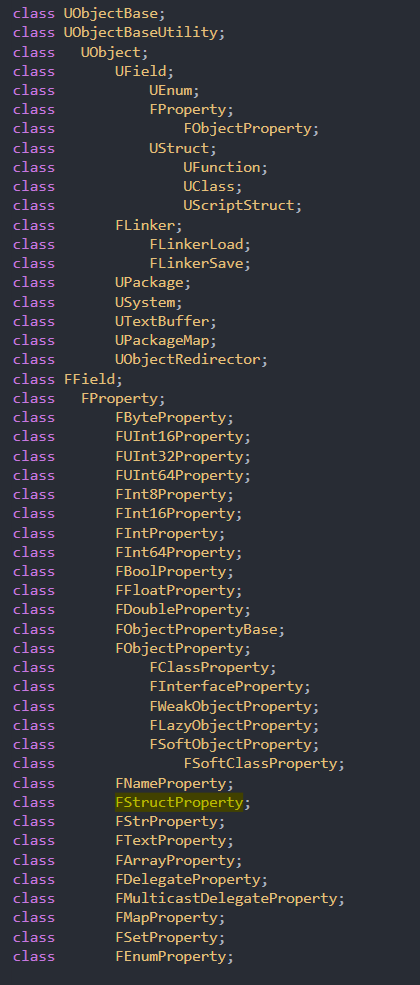 class UObjectBase;
class UObjectBaseUtility;
class   UObject;
class       UField;
class           UEnum;
class           FProperty;
class               FObjectProperty;
class           UStruct;
class               UFunction;
class               UClass;
class               UScriptStruct;
class       FLinker;
class           FLinkerLoad;
class           FLinkerSave;
class       UPackage;
class       USystem;
class       UTextBuffer;
class       UPackageMap;
class       UObjectRedirector;
class FField;
class   FProperty;
class       FByteProperty;
class       FUInt16Property;
class       FUInt32Property;
class       FUInt64Property;
class       FInt8Property;
class       FInt16Property;
class       FIntProperty;
class       FInt64Property;
class       FBoolProperty;
class       FFloatProperty;
class       FDoubleProperty;
class       FObjectPropertyBase;
class       FObjectProperty;
class           FClassProperty;
class           FInterfaceProperty;
class           FWeakObjectProperty;
class           FLazyObjectProperty;
class           FSoftObjectProperty;
class               FSoftClassProperty;
class       FNameProperty;
class       FStructProperty;
class       FStrProperty;
class       FTextProperty;
class       FArrayProperty;
class       FDelegateProperty;
class       FMulticastDelegateProperty;
class       FMapProperty;
class       FSetProperty;
class       FEnumProperty;